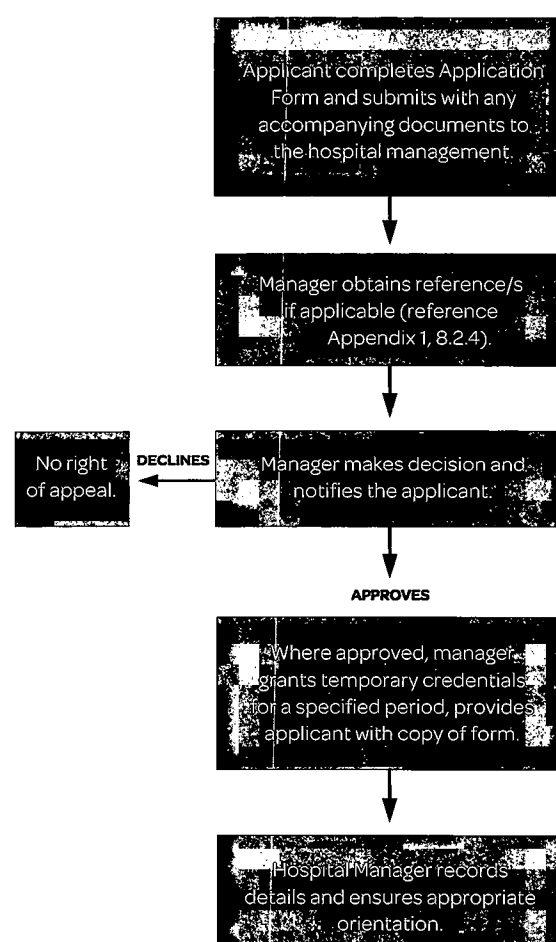 Applicant completes Application
Form and submits with any
accompanying documents to
the hospital management.
Manager obtains reference/s
if applicable (reference
Appendix 1, 8.2.4).
No right
of appeal.
DECLINES
Manager makes decision and
notifies the applicant.
APPROVES
Where approved, manager
grants temporary credentials
for a specified period, provides
applicant with copy of form.
Hospital Manager records
details and ensures appropriate
orientation.